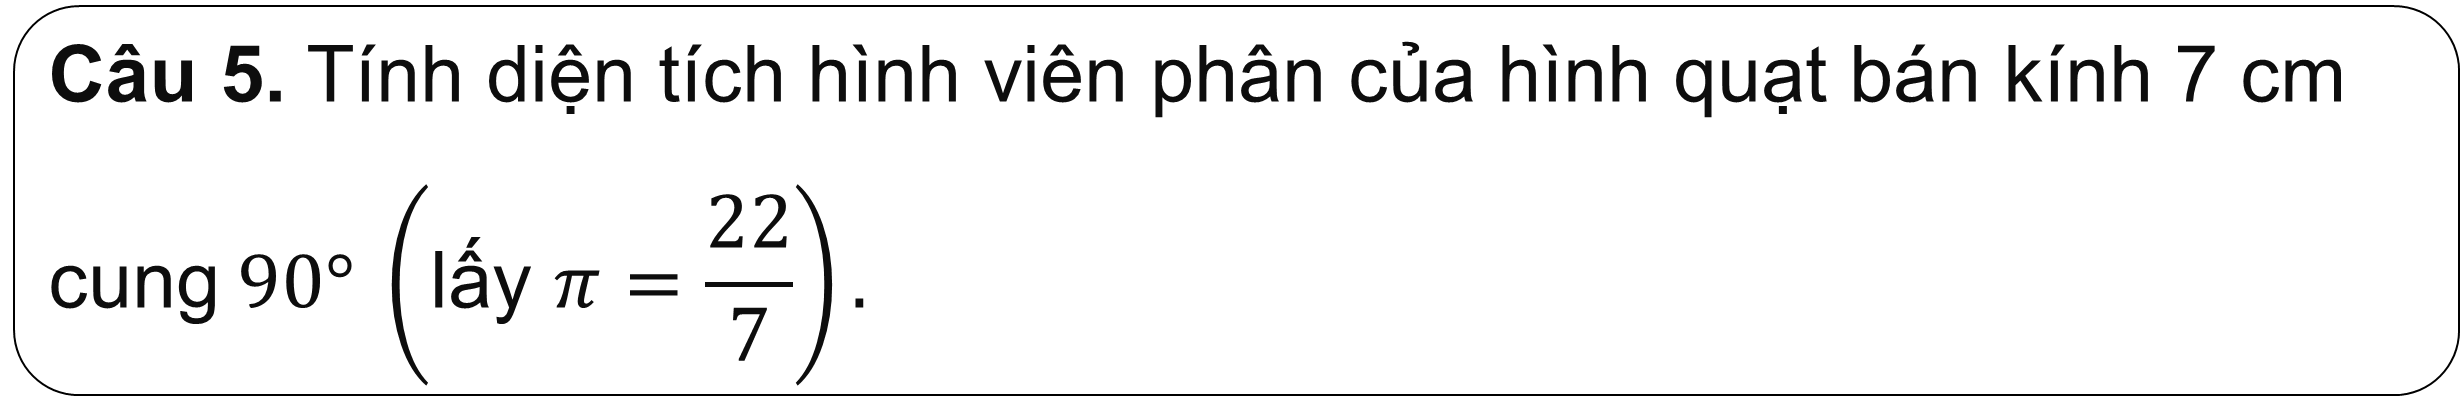 Câu 5. Tính diện tích hình viên phân của hình quạt bán kính 7 cm
cung 90° (lấy π = 22/7).